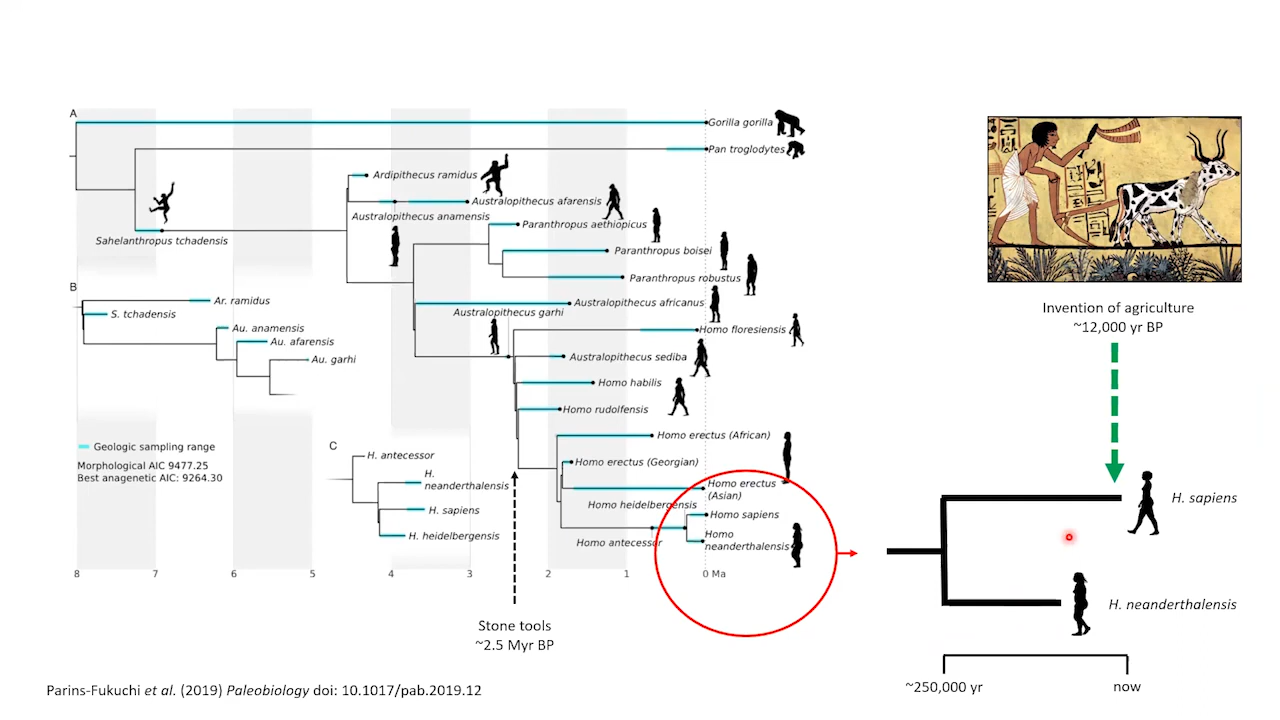 A
Gorilla gorilla
Pan troglodytes
Ardipithecus ramidus
Australopithecus afarensis
Australopithecus anamensis
Paranthropus aethiopicus
Sahelanthropus tchadensis
Paranthropus boisei
Paranthropus robustus
Australopithecus africanus
Australopithecus garhi
Homo floresiensis
Australopithecus sediba
Homo habilis
Homo rudolfensis
Homo erectus (African)
Homo erectus (Georgian)
Homo erectus
(Asian)
Homo heidelbergensis
Homo sapiens
Homo antecessor
Homo
neanderthalensis
B
Ar. ramidus
S. tchadensis
Au. anamensis
Au. afarensis
Au. garhi
Geologic sampling range
Morphological AIC 9477.25
Best anagenetic AIC: 9264.30
C
H. antecessor
H.
neanderthalensis
H. sapiens
H. heidelbergensis
8 7 6 5 4 3 2 1 0 Ma
Stone tools
~2.5 Myr BP
Invention of agriculture
~12,000 yr BP
H. sapiens
H. neanderthalensis
~250,000 yr now
Parins-Fukuchi et al. (2019) Paleobiology doi: 10.1017/pab.2019.12